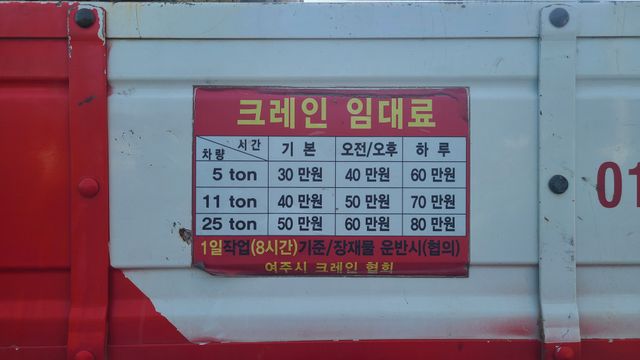 크레인 임대료
시간
차량 기본 오전/오후 하루
5 ton 30 만원 40 만원 60 만원
11 ton 40 만원 50 만원 70 만원
25 ton 50 만원 60 만원 80 만원
1일작업(8시간)기준/장재물 운반시(협의)
여주시 크레인 협회
01